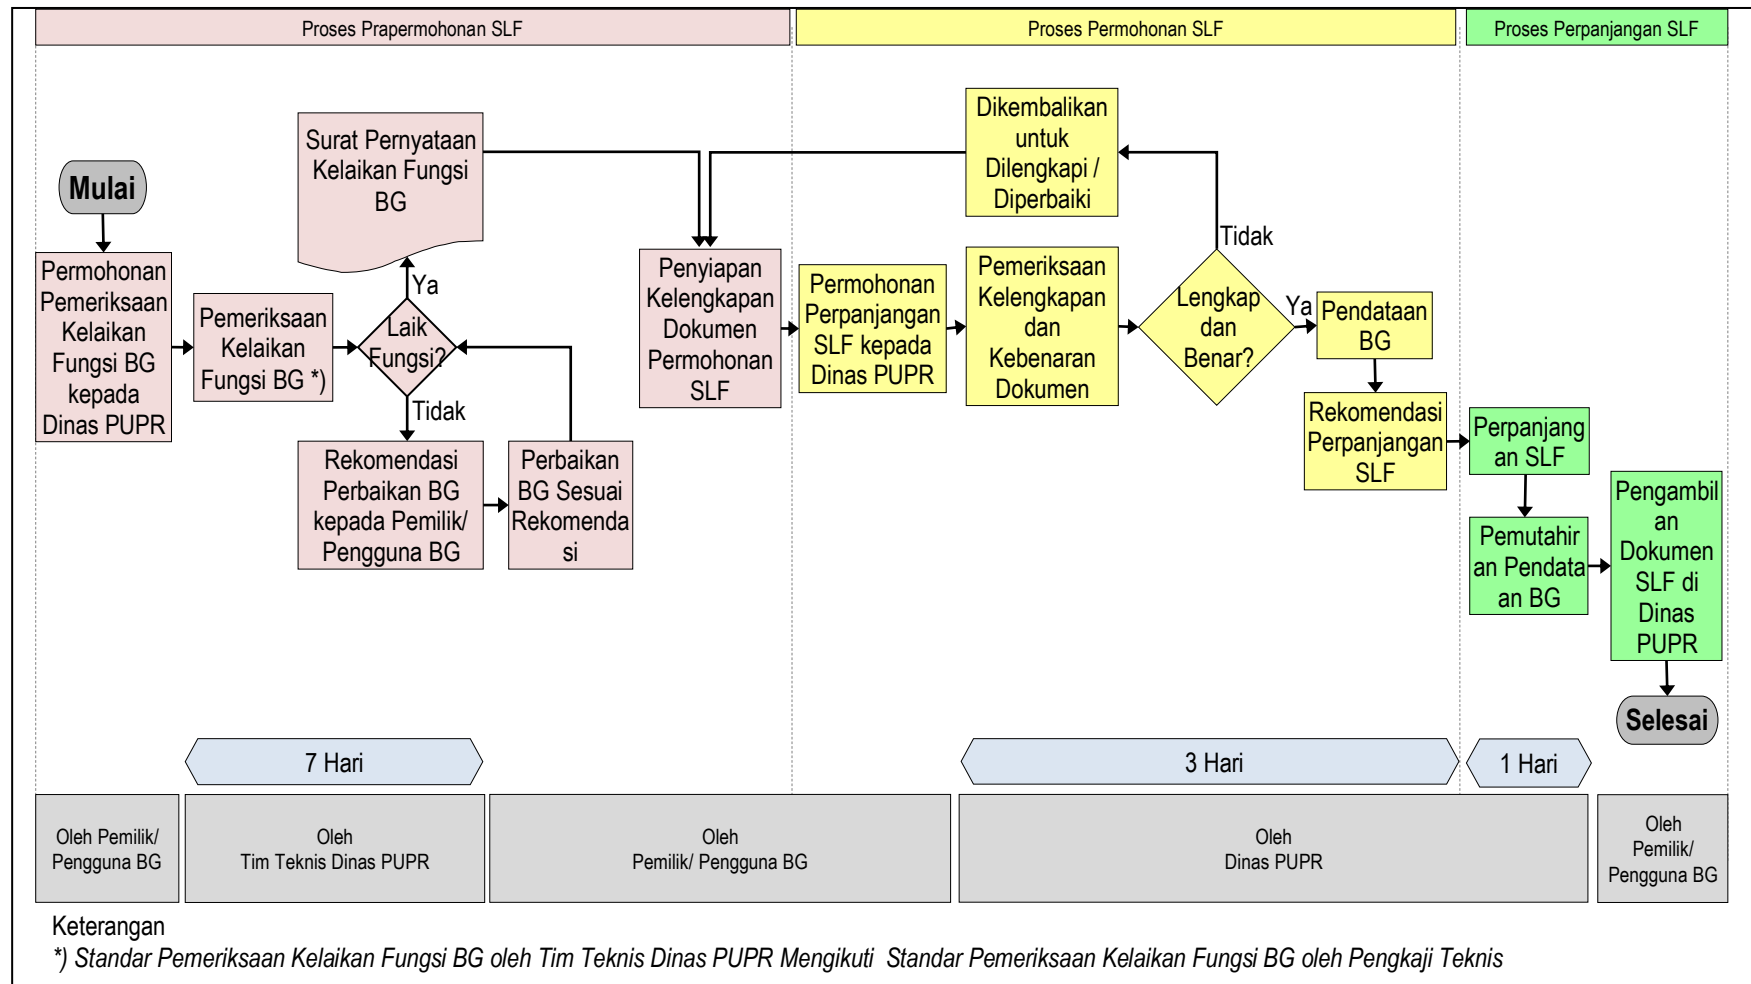 Proses Prapermohonan SLF
Proses Permohonan SLF
Proses Perpanjangan SLF
Mulai
Permohonan
Pemeriksaan
Kelaikan
Fungsi BG
kepada
Dinas PUPR
Pemeriksaan
Kelaikan
Fungsi BG *)
Laik
Fungsi?
Ya
Surat Pernyataan
Kelaikan Fungsi
BG
Tidak
Rekomendasi
Perbaikan BG
kepada Pemilik/
Pengguna BG
Perbaikan
BG Sesuai
Rekomenda
si
Penyiapan
Kelengkapan
Dokumen
Permohonan
SLF
Permohonan
Perpanjangan
SLF kepada
Dinas PUPR
Pemeriksaan
Kelengkapan
dan
Kebenaran
Dokumen
Lengkap
dan
Benar?
Tidak
Dikembalikan
untuk
Dilengkapi /
Diperbaiki
Ya
Pendataan
BG
Rekomendasi
Perpanjangan
SLF
Perpanjang
an SLF
Pemutahir
an Pendata
an BG
Pengambil
an
Dokumen
SLF di
Dinas
PUPR
Selesai
7 Hari
3 Hari
1 Hari
Oleh Pemilik/
Pengguna BG
Oleh
Tim Teknis Dinas PUPR
Oleh
Pemilik/ Pengguna BG
Oleh
Dinas PUPR
Oleh
Pemilik/
Pengguna BG
Keterangan
*) Standar Pemeriksaan Kelaikan Fungsi BG oleh Tim Teknis Dinas PUPR Mengikuti Standar Pemeriksaan Kelaikan Fungsi BG oleh Pengkaji Teknis